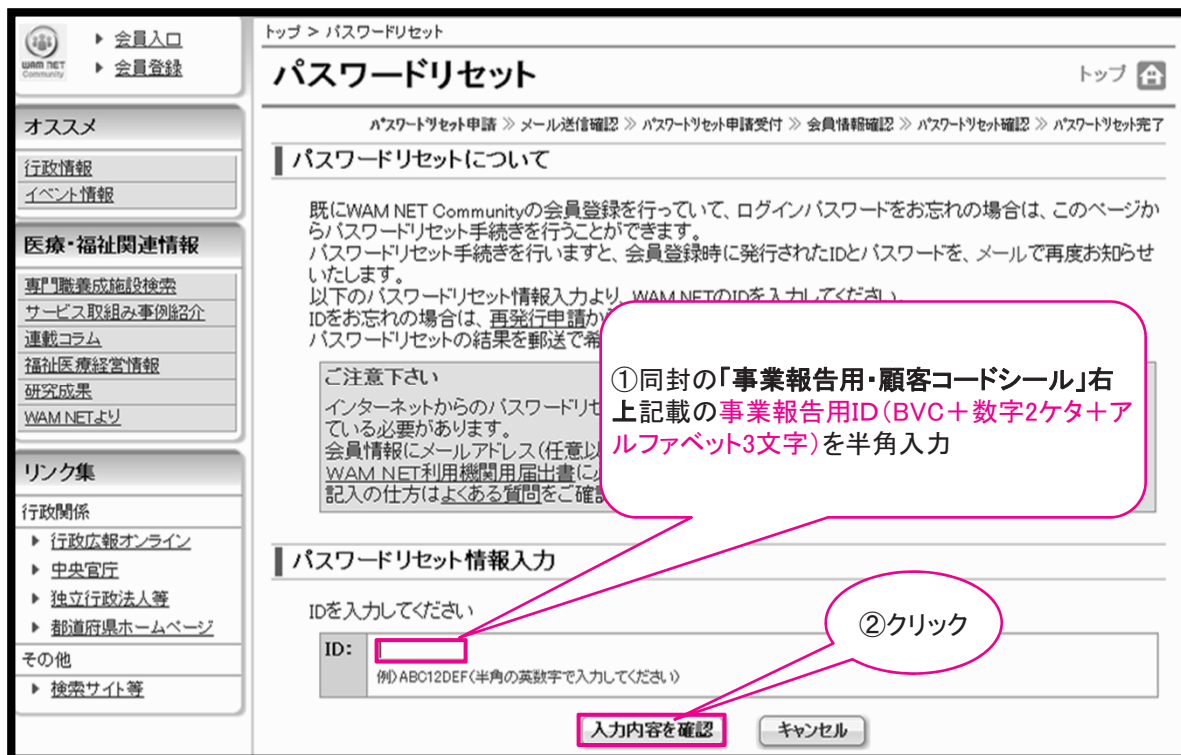 WAM NET
Community
会員入口
会員登録
オススメ
行政情報
イベント情報
医療・福祉関連情報
専門職養成施設検索
サービス取組み事例紹介
連載コラム
福祉医療経営情報
研究成果
WAM NETより
リンク集
行政関係
行政広報オンライン
中央官庁
独立行政法人等
都道府県ホームページ
その他
検索サイト等
トップ > パスワードリセット
パスワードリセット
トップ
パスワードリセット申請 ≫ メール送信確認 ≫ パスワードリセット申請受付 ≫ 会員情報確認 ≫ パスワードリセット確認 ≫ パスワードリセット完了
パスワードリセットについて
既にWAM NET Communityの会員登録を行っていて、ログインパスワードをお忘れの場合は、このページか
らパスワードリセット手続きを行うことができます。
パスワードリセット手続きを行いますと、会員登録時に発行されたIDとパスワードを、メールで再度お知らせ
いたします。
以下のパスワードリセット情報入力より、WAM NETのIDを入力してください。
IDをお忘れの場合は、再発行申請か
パスワードリセットの結果を郵送で希
ご注意下さい
インターネットからのパスワードリセ
ている必要があります。
会員情報にメールアドレス(任意以
WAM NET利用機関用届出書に
記入の仕方はよくある質問をご確
①同封の「事業報告用・顧客コードシール」右
上記載の事業報告用ID(BVC+数字2ケタ+ア
ルファベット3文字)を半角入力
パスワードリセット情報入力
IDを入力してください
ID:
例)ABC12DEF(半角の英数字で入力してください)
②クリック
入力内容を確認
キャンセル